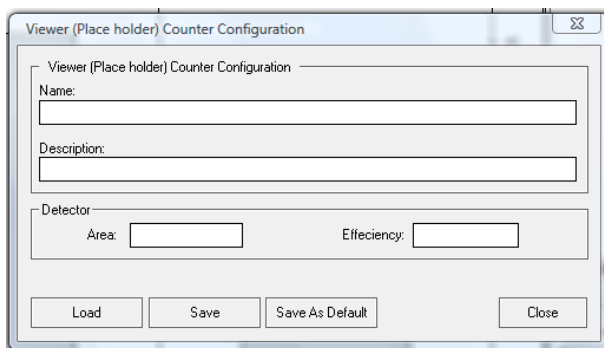 Viewer (Place holder) Counter Configuration
Viewer (Place holder) Counter Configuration
Name:
Description:
Detector
Area: Effeciency:
Load Save Save As Default Close